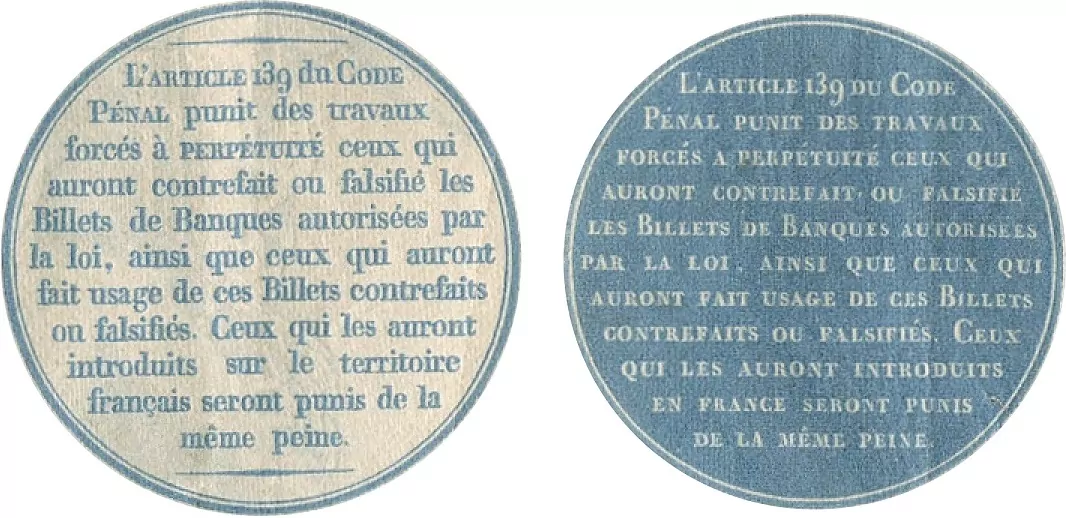 L'ARTICLE 139 du CODE
PÉNAL punit des travaux
forcés à PERPÉTUITÉ ceux qui
auront contrefait ou falsifié les
Billets de Banques autorisées par
la loi, ainsi que ceux qui auront
fait usage de ces Billets contrefaits
ou falsifiés. Ceux qui les auront
introduits sur le territoire
français seront punis de la
même peine.
L'ARTICLE 139 DU CODE
PÉNAL PUNIT DES TRAVAUX
FORCÉS A PERPÉTUITÉ CEUX QUI
AURONT CONTREFAIT OU FALSIFIÉ
LES BILLETS DE BANQUES AUTORISÉES
PAR LA LOI, AINSI QUE CEUX QUI
AURONT FAIT USAGE DE CES BILLETS
CONTREFAITS OU FALSIFIÉS. CEUX
QUI LES AURONT INTRODUITS
EN FRANCE SERONT PUNIS
DE LA MÊME PEINE.